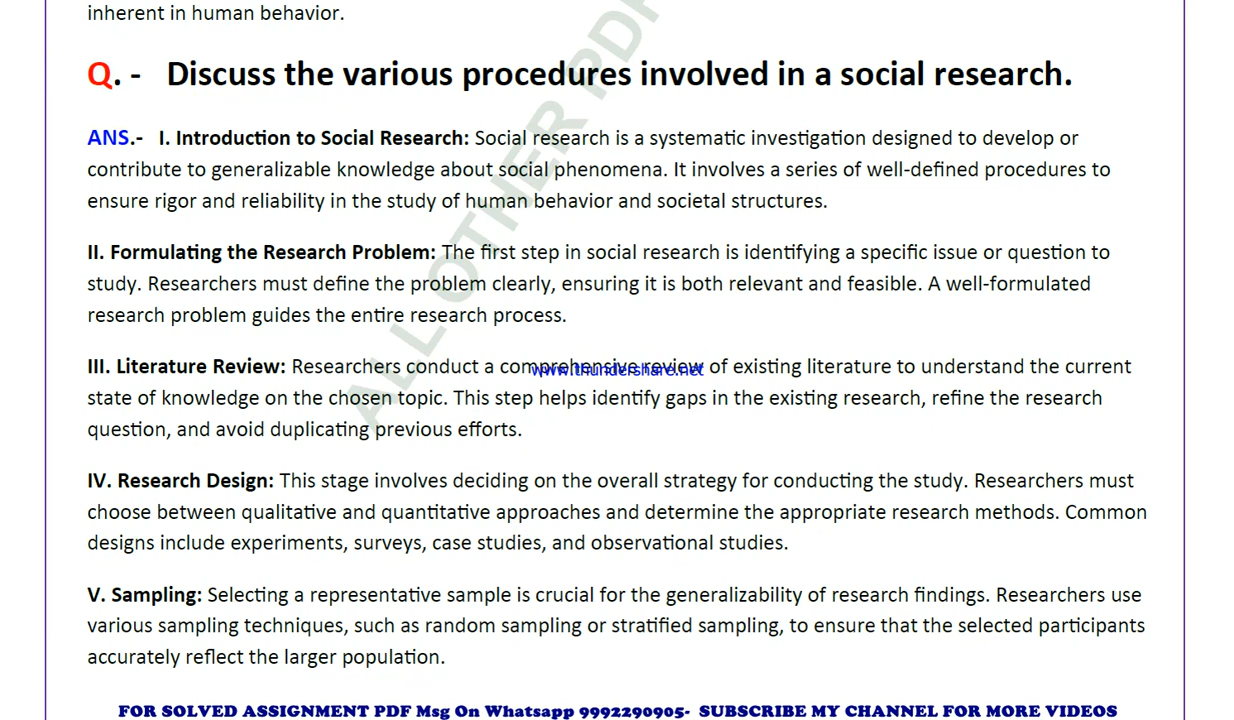 inherent in human behavior.
Q. - Discuss the various procedures involved in a social research.
ANS.- I. Introduction to Social Research: Social research is a systematic investigation designed to develop or
contribute to generalizable knowledge about social phenomena. It involves a series of well-defined procedures to
ensure rigor and reliability in the study of human behavior and societal structures.
II. Formulating the Research Problem: The first step in social research is identifying a specific issue or question to
study. Researchers must define the problem clearly, ensuring it is both relevant and feasible. A well-formulated
research problem guides the entire research process.
III. Literature Review: Researchers conduct a comprehensive review of existing literature to understand the current
www.thundershare.net
state of knowledge on the chosen topic. This step helps identify gaps in the existing research, refine the research
question, and avoid duplicating previous efforts.
IV. Research Design: This stage involves deciding on the overall strategy for conducting the study. Researchers must
choose between qualitative and quantitative approaches and determine the appropriate research methods. Common
designs include experiments, surveys, case studies, and observational studies.
V. Sampling: Selecting a representative sample is crucial for the generalizability of research findings. Researchers use
various sampling techniques, such as random sampling or stratified sampling, to ensure that the selected participants
accurately reflect the larger population.
FOR SOLVED ASSIGNMENT PDF Msg On Whatsapp 9992290905- SUBSCRIBE MY CHANNEL FOR MORE VIDEOS
ALL OTHER PDF